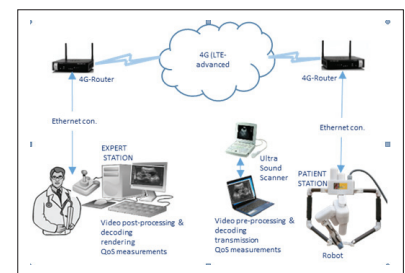 4G (LTE-
advanced
4G-Router
4G-Router
Ethernet con.
Ethernet con.
EXPERT
STATION
Ultra
Sound
Scanner
PATIENT
STATION
Video post-processing &
decoding
rendering
QoS measurements
Video pre-processing &
decoding
transmission
QoS measurements
Robot